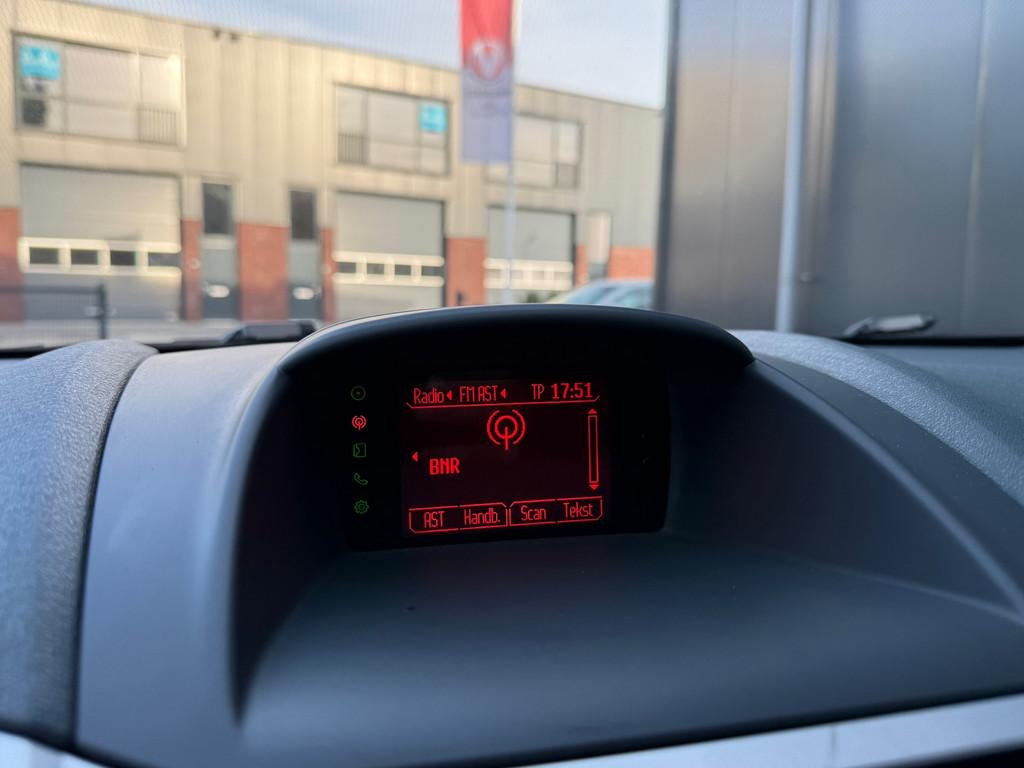 Radio FM AST TP 17:51
BNR
AST Handb. Scan Tekst